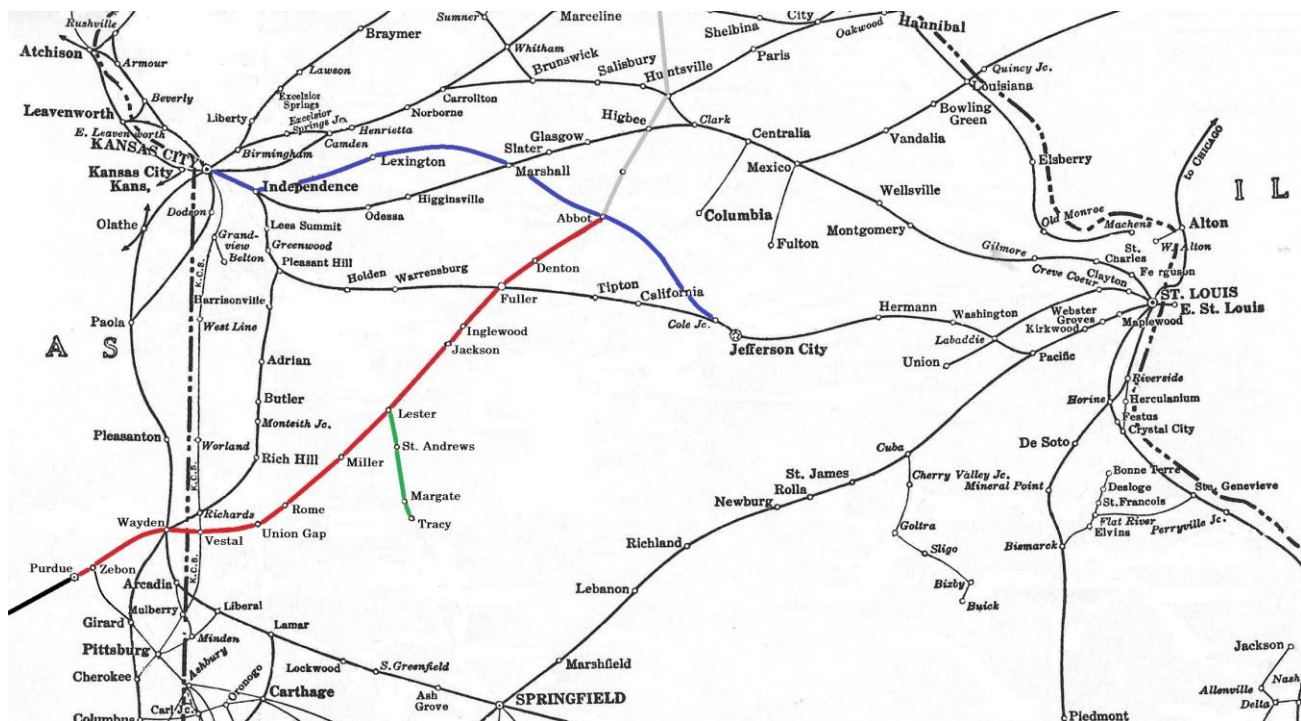 Rushville
Sumner
Marceline
Shelbina
City
Oakwood
Hannibal
Atchison
Armour
Braymer
Whitham
Lawson
Brunswick
Salisbury
Huntsville
Paris
Quincy Jc.
Louisiana
Leavenworth
Beverly
Excelsior
Springs
Carrollton
Norborne
Bowling
Green
E. Leavenworth
Liberty
Excelsior
Springs Jc.
Henrietta
Camden
Higbee
Clark
Centralia
Vandalia
KANSAS CITY
Birmingham
Lexington
Glasgow
Slater
Marshall
Mexico
Elsberry
to CHICAGO
Kansas City
Kans,
Independence
Higginsville
Odessa
Wellsville
I L
Olathe
Dodson
Lees Summit
Abbot
Columbia
Montgomery
Fulton
Old Monroe
Machens
Alton
W. Alton
Grand-
view
Belton
Greenwood
Pleasant Hill
Denton
Gilmore
St.
Charles
Creve Coeur
Clayton
Ferguson
K.C.S.
Holden
Warrensburg
Fuller
Tipton
California
Harrisonville
Hermann
Washington
Webster
Groves
ST. LOUIS
E. St. Louis
Paola
West Line
Inglewood
Jackson
Cole Jc.
Jefferson City
Labaddie
Kirkwood
Maplewood
A S
Union
Pacific
Adrian
Riverside
Butler
Lester
Horine
Herculanium
Monteith Jc.
Festus
Crystal City
Pleasanton
Worland
St. Andrews
De Soto
Rich Hill
Miller
Cuba
K.C.S.
St. James
Cherry Valley Jc.
Bonne Terre
Rolla
Mineral Point
Desloge
Ste. Genevieve
Margate
Newburg
St. Francois
Richards
Rome
Tracy
Wayden
Goltra
Flat River
Perryville Jc.
Vestal
Union Gap
Elvins
Richland
Sligo
Bismarck
Purdue
Zebon
K.C.S.
Arcadia
Bixby
Lebanon
Buick
Mulberry
Liberal
Girard
Lamar
Minden
Pittsburg
Jackson
Ashbury
Lockwood
S. Greenfield
Marshfield
Cherokee
Oronogo
Carthage
Ash
Grove
SPRINGFIELD
Nash
Allenville
Delta
Carl Jc.
Columbus
Piedmont